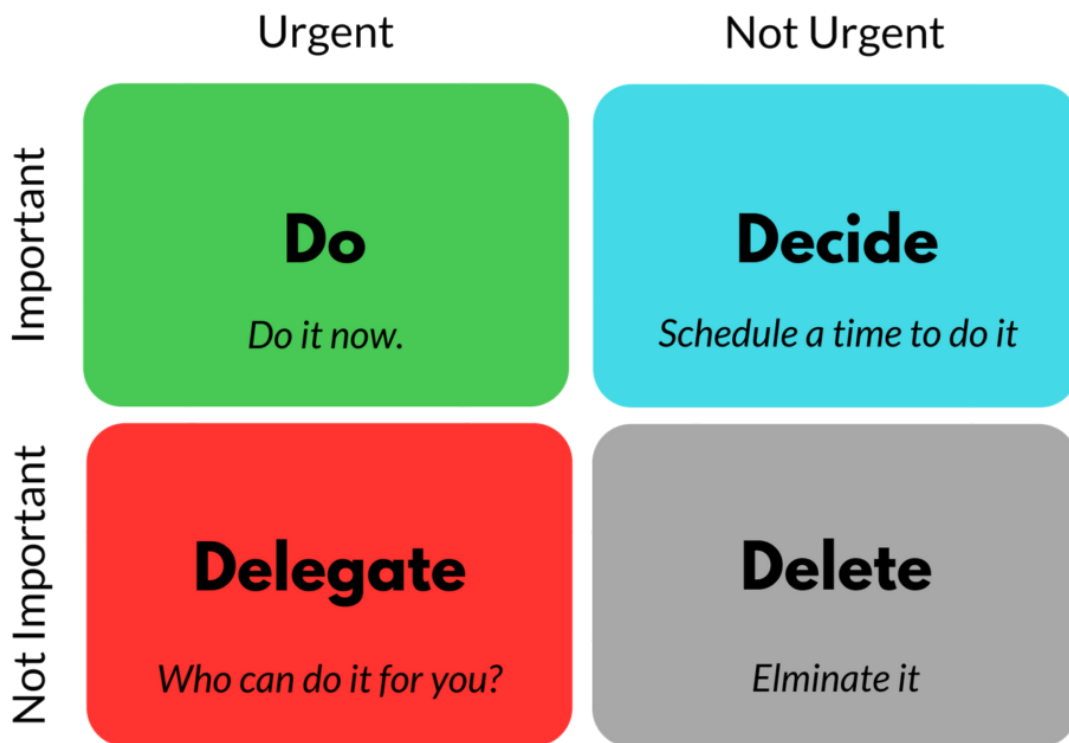 Urgent
Not Urgent
Important
Do
Do it now.
Decide
Schedule a time to do it
Not Important
Delegate
Who can do it for you?
Delete
Elminate it